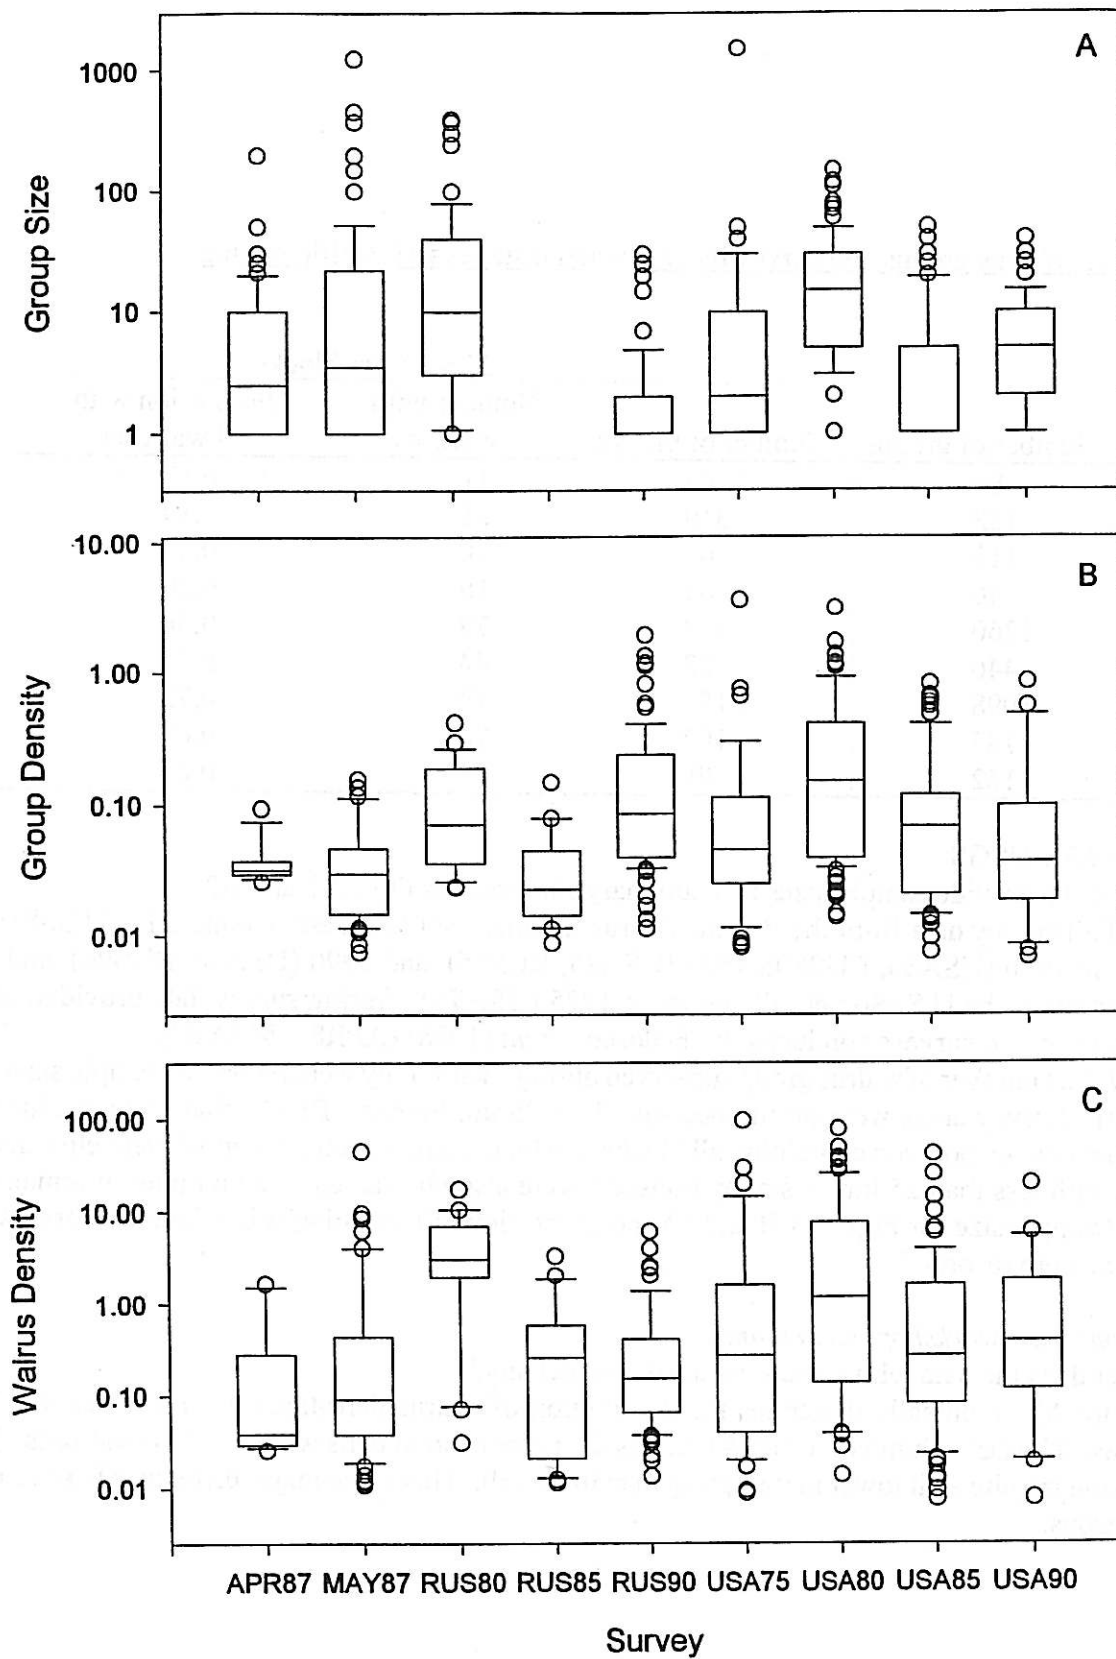 A
1000
100
10
1
Group Size
B
10.00
1.00
0.10
0.01
Group Density
C
100.00
10.00
1.00
0.10
0.01
Walrus Density
APR87 MAY87 RUS80 RUS85 RUS90 USA75 USA80 USA85 USA90
Survey